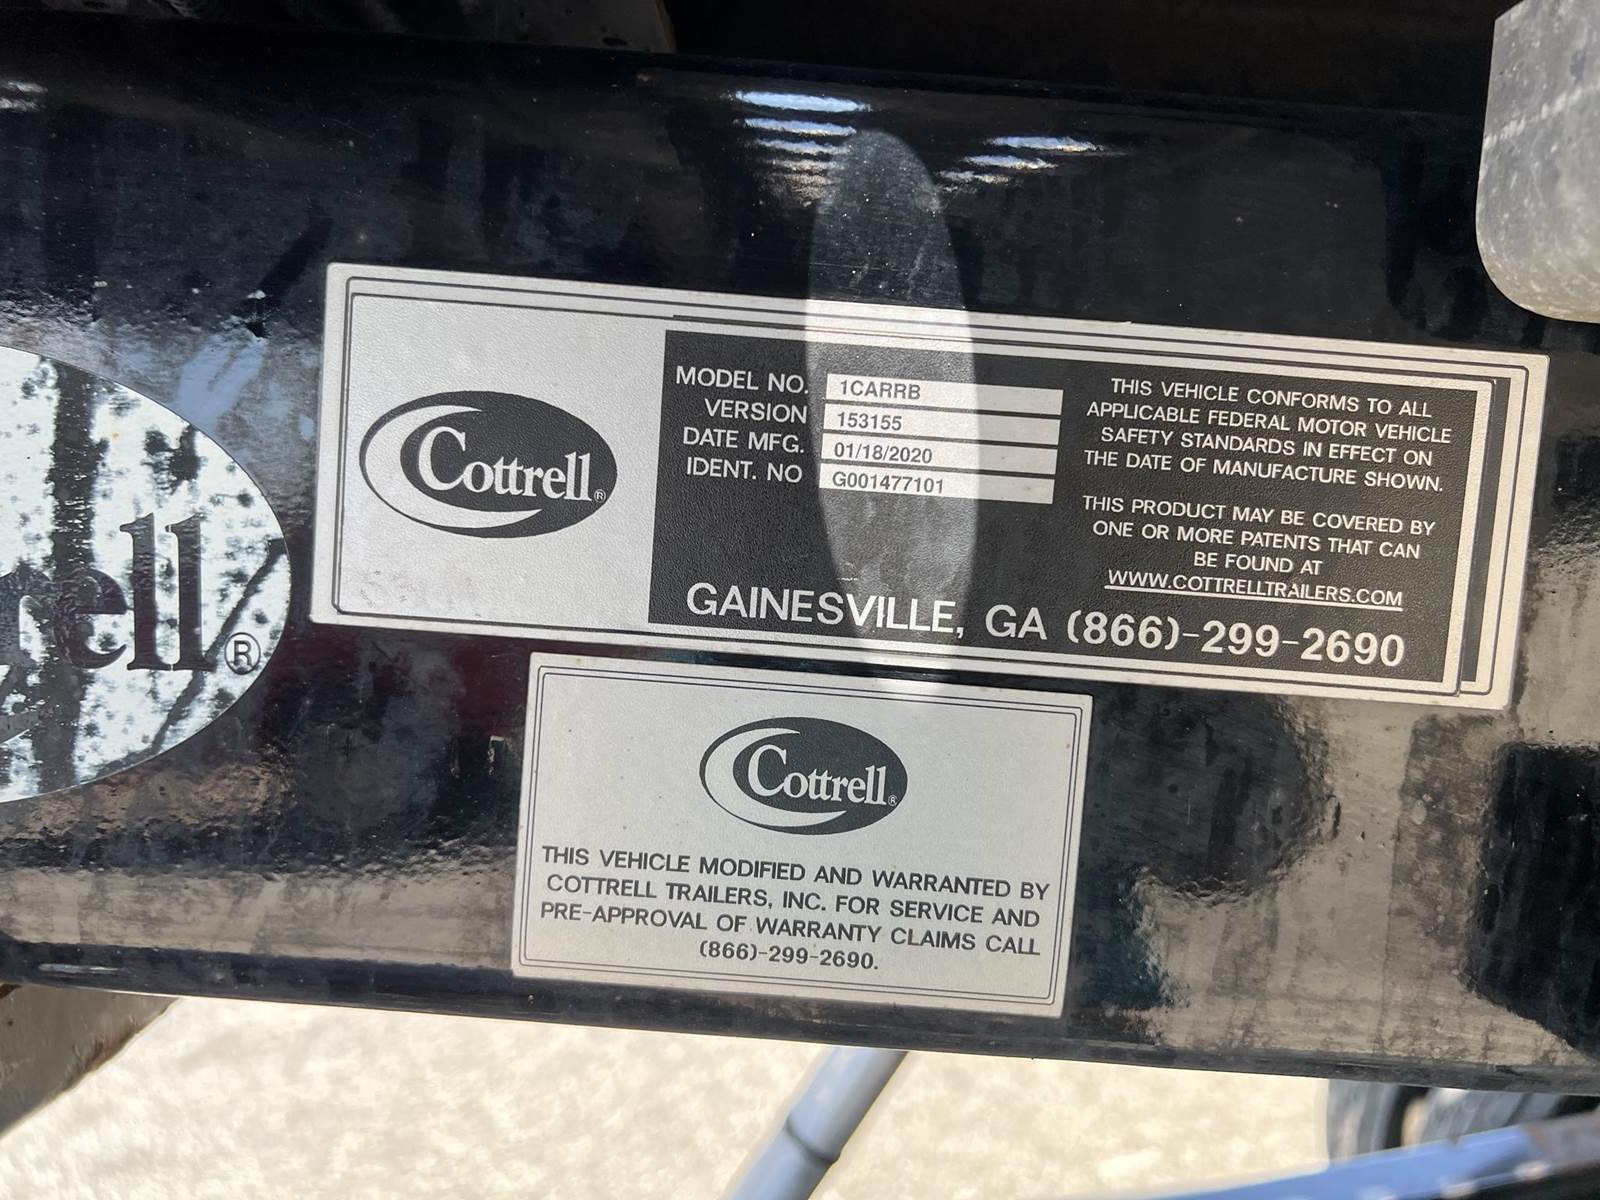 MODEL NO. 1CARRB
VERSION 153155
DATE MFG. 01/18/2020
IDENT. NO G001477101
Cottrell®
THIS VEHICLE CONFORMS TO ALL
APPLICABLE FEDERAL MOTOR VEHICLE
SAFETY STANDARDS IN EFFECT ON
THE DATE OF MANUFACTURE SHOWN.
THIS PRODUCT MAY BE COVERED BY
ONE OR MORE PATENTS THAT CAN
BE FOUND AT
WWW.COTTRELLTRAILERS.COM
GAINESVILLE, GA (866)-299-2690
rell®
Cottrell®
THIS VEHICLE MODIFIED AND WARRANTED BY
COTTRELL TRAILERS, INC. FOR SERVICE AND
PRE-APPROVAL OF WARRANTY CLAIMS CALL
(866)-299-2690.